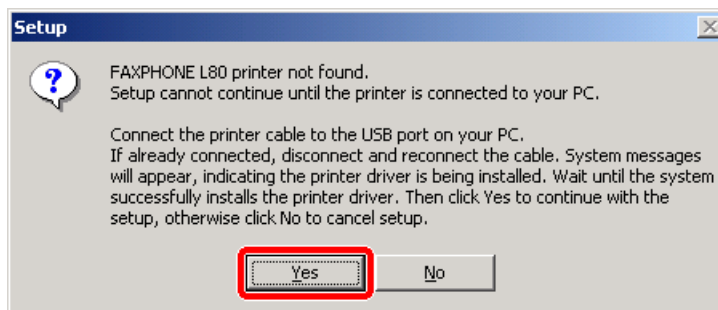 Setup
FAXPHONE L80 printer not found.
Setup cannot continue until the printer is connected to your PC.
Connect the printer cable to the USB port on your PC.
If already connected, disconnect and reconnect the cable. System messages
will appear, indicating the printer driver is being installed. Wait until the system
successfully installs the printer driver. Then click Yes to continue with the
setup, otherwise click No to cancel setup.
Yes No